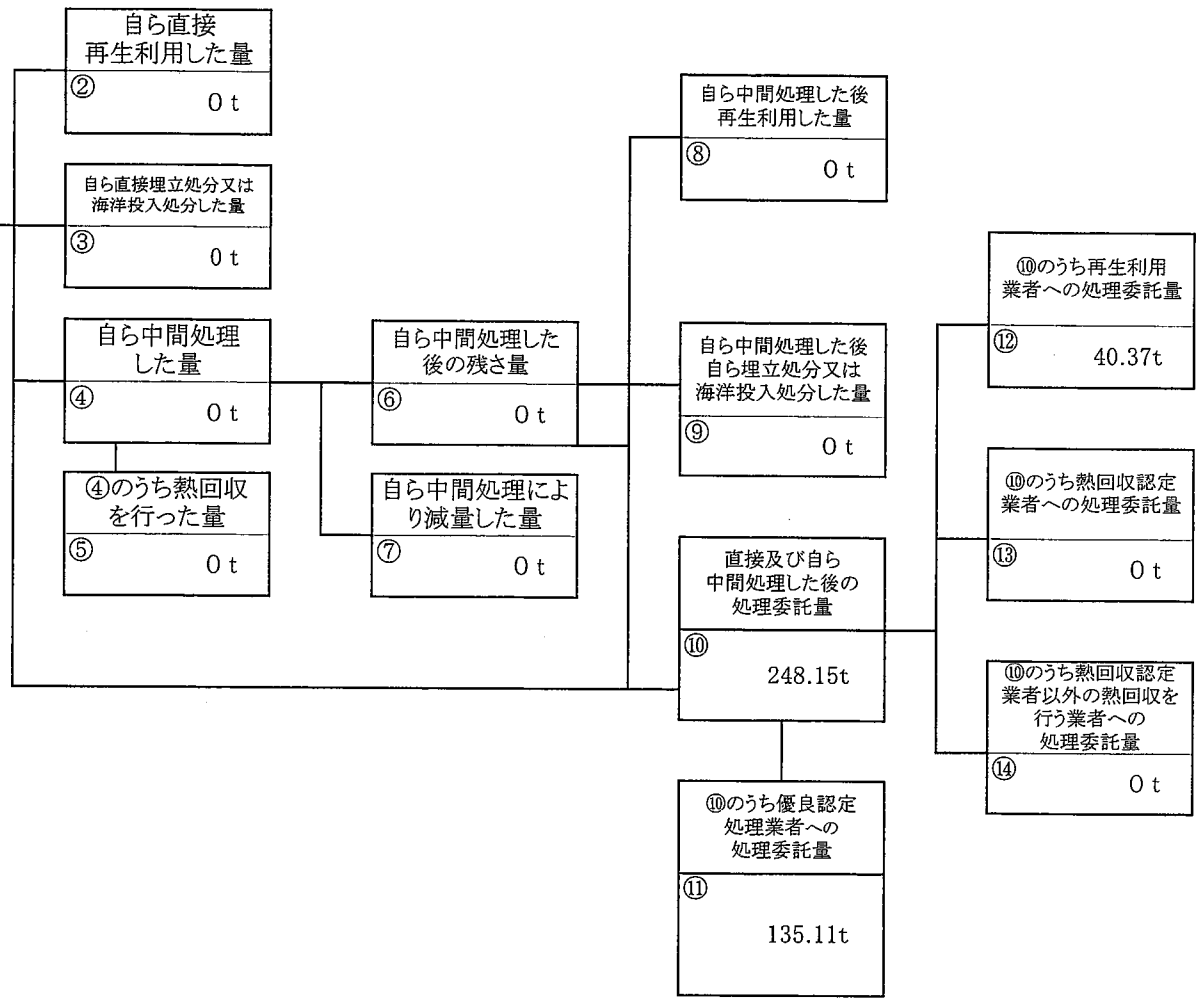 自ら直接
再生利用した量
②
0 t
自ら直接埋立処分又は
海洋投入処分した量
③
0 t
自ら中間処理
した量
④
0 t
④のうち熱回収
を行った量
⑤
0 t
自ら中間処理した
後の残さ量
⑥
0 t
自ら中間処理によ
り減量した量
⑦
0 t
自ら中間処理した後
再生利用した量
⑧
0 t
自ら中間処理した後
自ら埋立処分又は
海洋投入処分した量
⑨
0 t
直接及び自ら
中間処理した後の
処理委託量
⑩
248.15t
⑩のうち優良認定
処理業者への
処理委託量
⑪
135.11t
⑩のうち再生利用
業者への処理委託量
⑫
40.37t
⑩のうち熱回収認定
業者への処理委託量
⑬
0 t
⑩のうち熱回収認定
業者以外の熱回収を
行う業者への
処理委託量
⑭
0 t